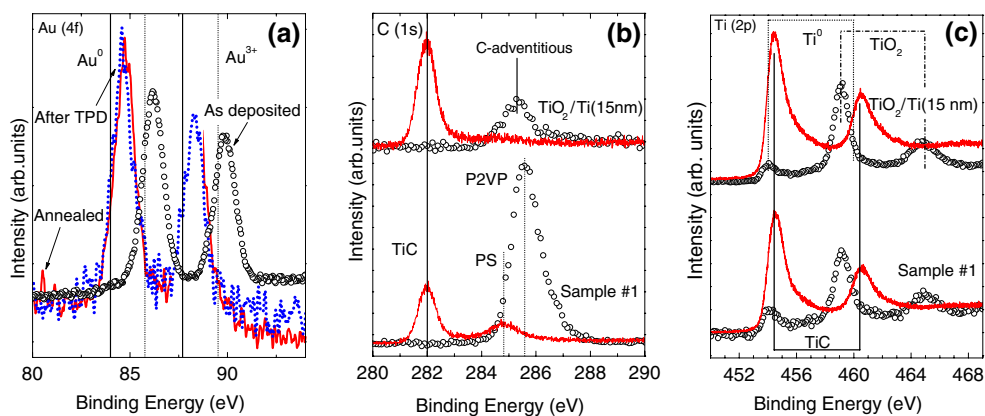 Au (4f)
(a)
Au0
Au3+
After TPD
As deposited
Annealed
Intensity (arb.units)
80 85 90
Binding Energy (eV)
C (1s)
(b)
C-adventitious
TiO2/Ti(15nm)
P2VP
TiC
PS
Sample #1
Intensity (arb.units)
280 282 284 286 288 290
Binding Energy (eV)
Ti (2p)
(c)
Ti0
TiO2
TiO2/Ti(15 nm)
Sample #1
TiC
Intensity (arb. units)
452 456 460 464 468
Binding Energy (eV)